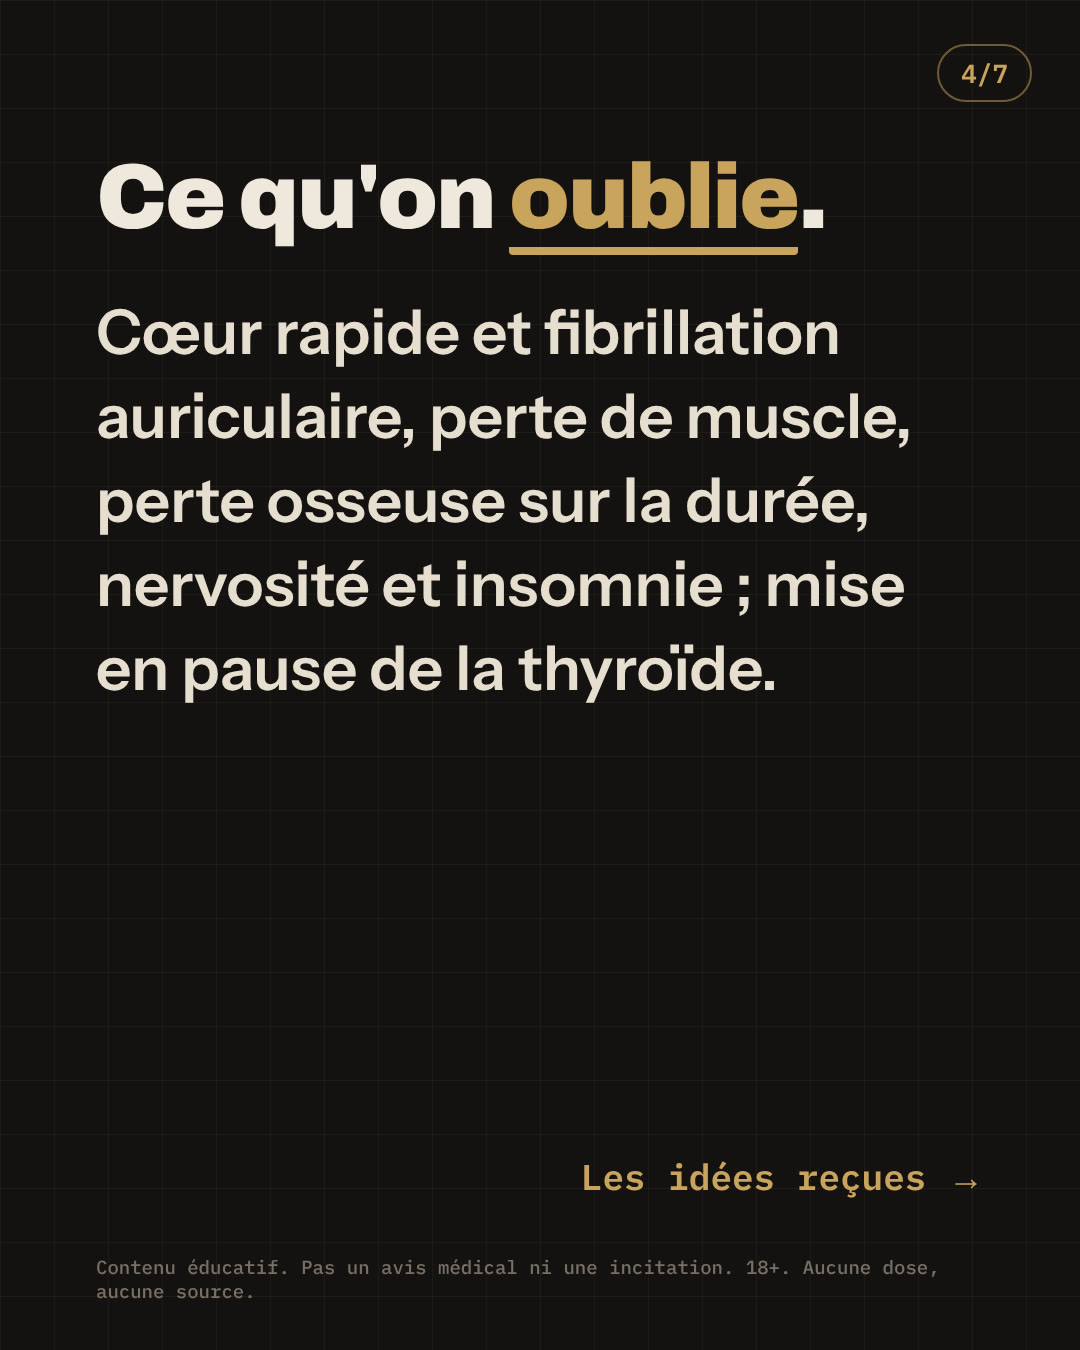 4/7
Ce qu'on oublie.
Cœur rapide et fibrillation
auriculaire, perte de muscle,
perte osseuse sur la durée,
nervosité et insomnie ; mise
en pause de la thyroïde.
Les idées reçues →
Contenu éducatif. Pas un avis médical ni une incitation. 18+. Aucune dose,
aucune source.